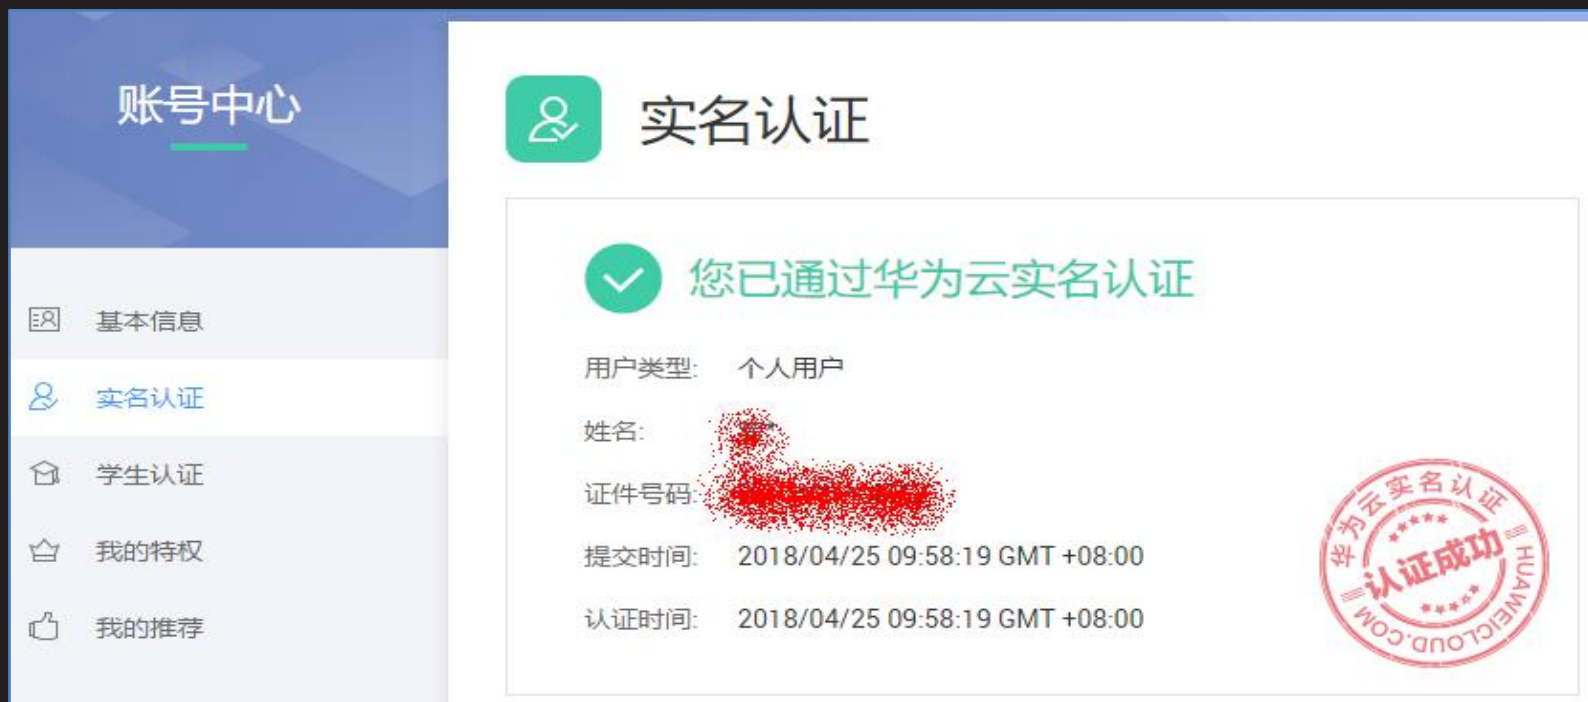 账号中心
基本信息
实名认证
学生认证
我的特权
我的推荐
实名认证
您已通过华为云实名认证
用户类型: 个人用户
姓名:
证件号码:
提交时间: 2018/04/25 09:58:19 GMT +08:00
认证时间: 2018/04/25 09:58:19 GMT +08:00
华为云实名认证
认证成功
HUAWEICLOUD.COM